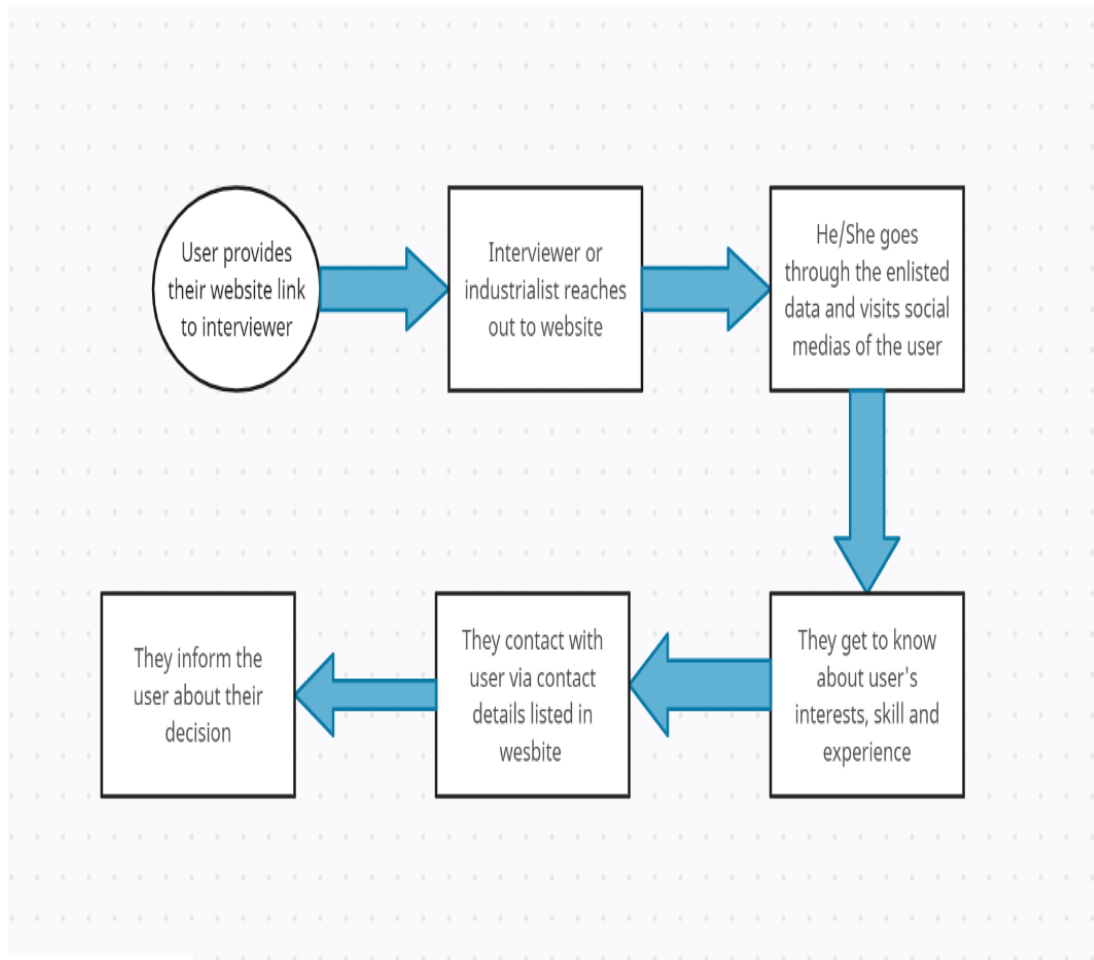 User provides
their website link
to interviewer
Interviewer or
industrialist reaches
out to website
He/She goes
through the enlisted
data and visits social
medias of the user
They get to know
about user's
interests, skill and
experience
They contact with
user via contact
details listed in
wesbite
They inform the
user about their
decision